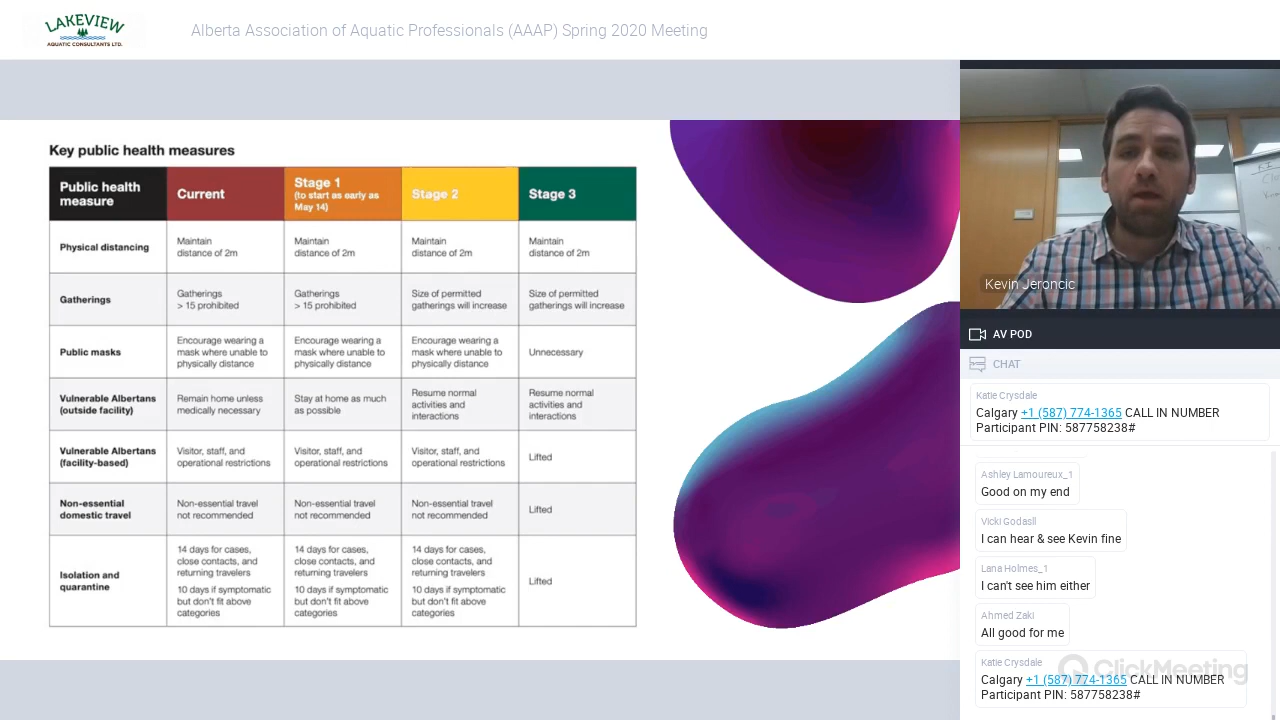 LAKEVIEW
AQUATIC CONSULTANTS LTD.
Alberta Association of Aquatic Professionals (AAAP) Spring 2020 Meeting
Key public health measures
Public health
measure
Current
Stage 1
(to start as early as
May 14)
Stage 2
Stage 3
Physical distancing
Maintain
distance of 2m
Maintain
distance of 2m
Maintain
distance of 2m
Maintain
distance of 2m
Gatherings
Gatherings
> 15 prohibited
Gatherings
> 15 prohibited
Size of permitted
gatherings will increase
Size of permitted
gatherings will increase
Public masks
Encourage wearing a
mask where unable to
physically distance
Encourage wearing a
mask where unable to
physically distance
Encourage wearing a
mask where unable to
physically distance
Unnecessary
Vulnerable Albertans
(outside facility)
Remain home unless
medically necessary
Stay at home as much
as possible
Resume normal
activities and
interactions
Resume normal
activities and
interactions
Vulnerable Albertans
(facility-based)
Visitor, staff, and
operational restrictions
Visitor, staff, and
operational restrictions
Visitor, staff, and
operational restrictions
Lifted
Non-essential
domestic travel
Non-essential travel
not recommended
Non-essential travel
not recommended
Non-essential travel
not recommended
Lifted
Isolation and
quarantine
14 days for cases,
close contacts, and
returning travelers
10 days if symptomatic
but don't fit above
categories
14 days for cases,
close contacts, and
returning travelers
10 days if symptomatic
but don't fit above
categories
14 days for cases,
close contacts, and
returning travelers
10 days if symptomatic
but don't fit above
categories
Lifted
Kevin Jeroncic
AV POD
CHAT
Katie Crysdale
Calgary +1 (587) 774-1365 CALL IN NUMBER
Participant PIN: 587758238#
Ashley Lamoureux_1
Good on my end
Vicki Godasll
I can hear & see Kevin fine
Lana Holmes_1
I can't see him either
Ahmed Zaki
All good for me
Katie Crysdale
Calgary +1 (587) 774-1365 CALL IN NUMBER
Participant PIN: 587758238#
ClickMeeting